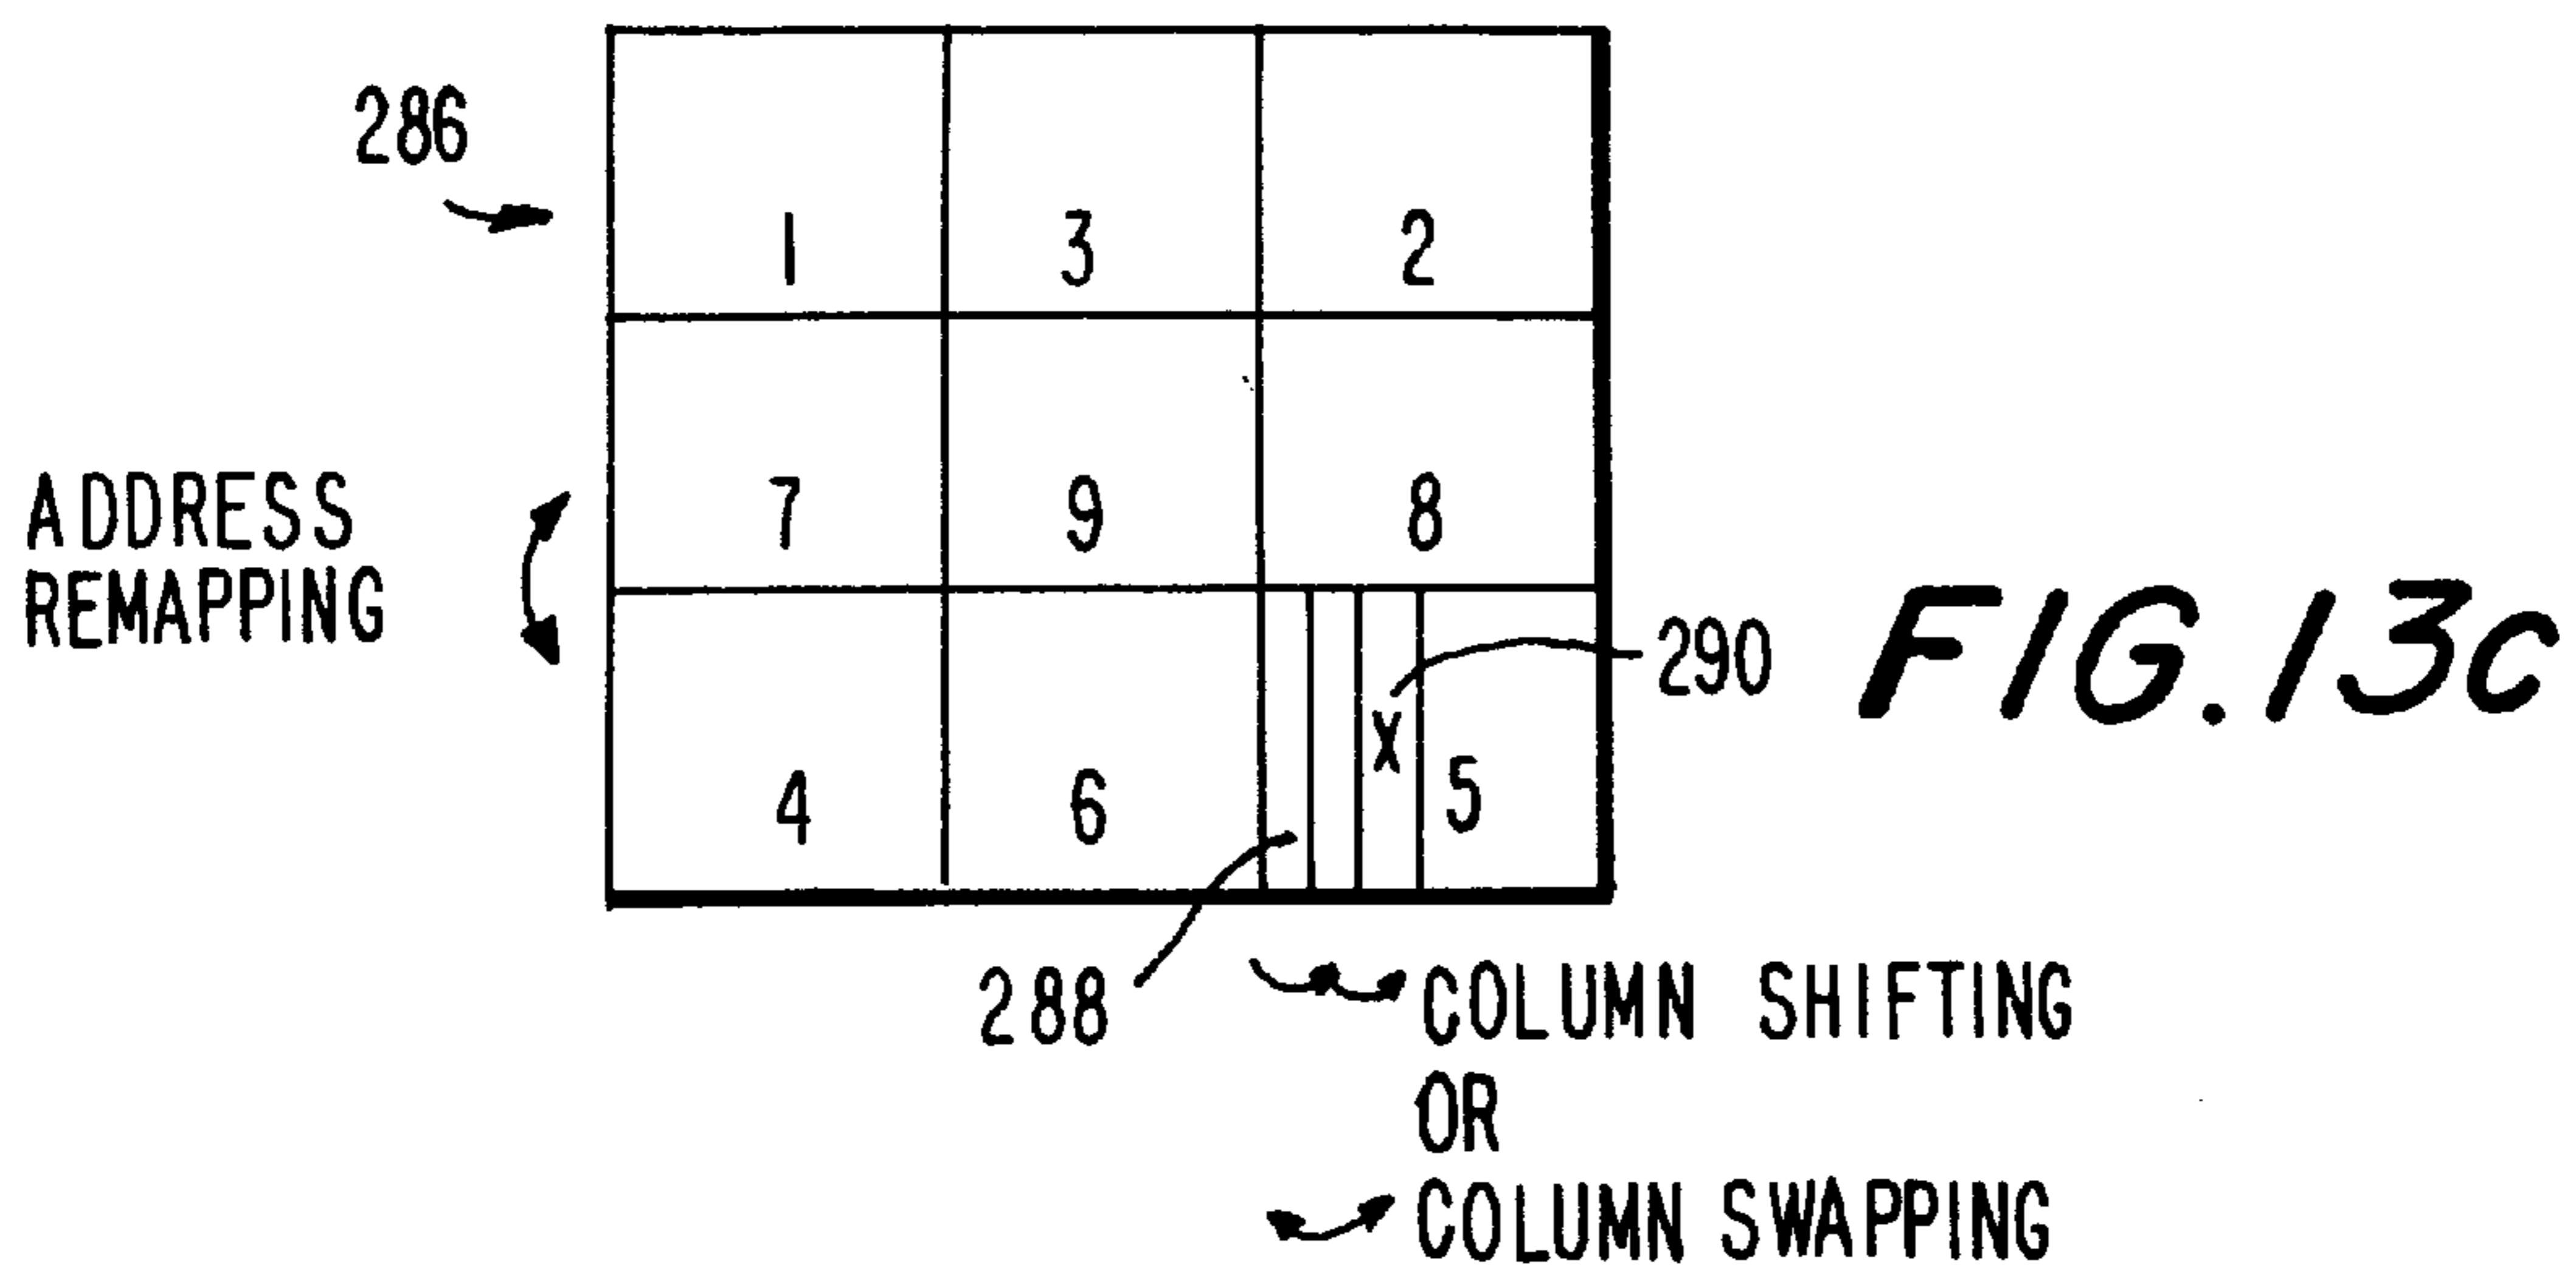 286
1 3 2
ADDRESS
REMAPPING
7 9 8
290
FIG. 13c
X
4 6 5
288
COLUMN SHIFTING
OR
COLUMN SWAPPING